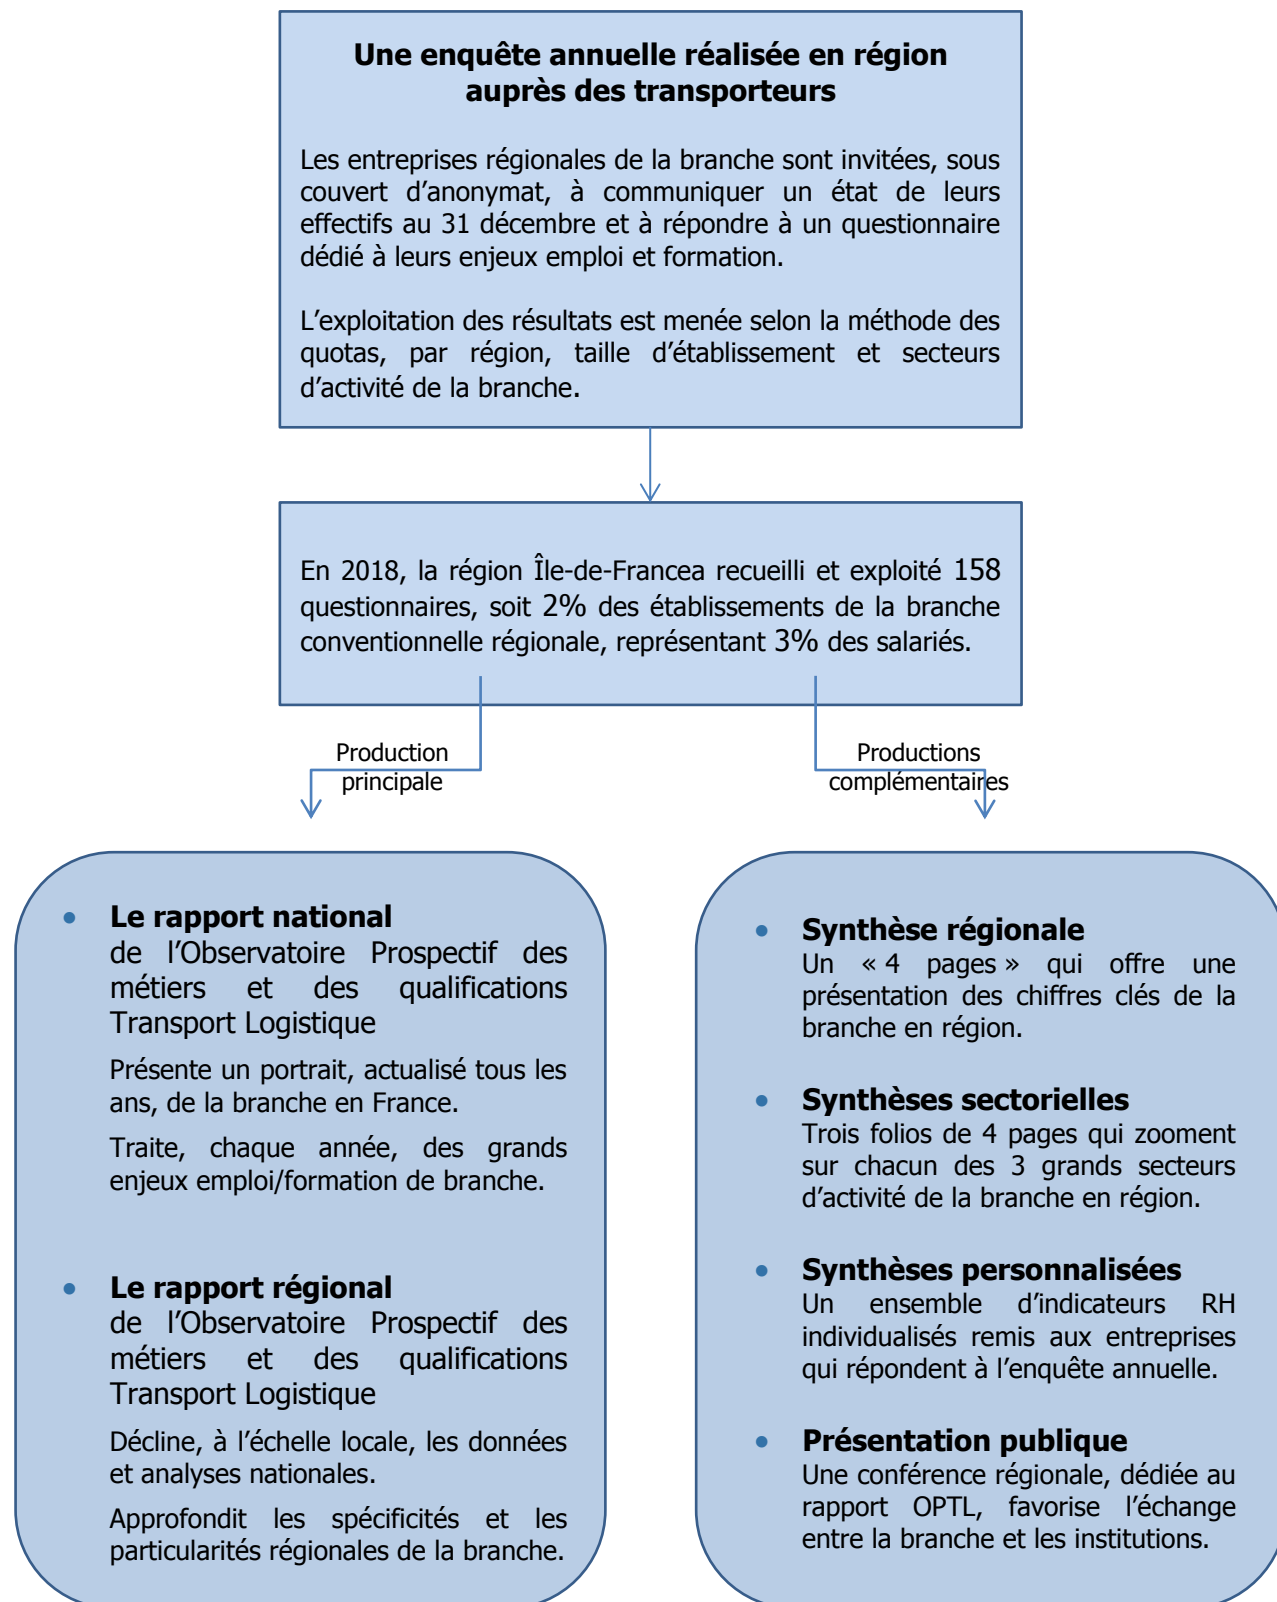 Une enquête annuelle réalisée en région
auprès des transporteurs
Les entreprises régionales de la branche sont invitées, sous
couvert d’anonymat, à communiquer un état de leurs
effectifs au 31 décembre et à répondre à un questionnaire
dédié à leurs enjeux emploi et formation.
L’exploitation des résultats est menée selon la méthode des
quotas, par région, taille d’établissement et secteurs
d’activité de la branche.
En 2018, la région Île-de-Francea recueilli et exploité 158
questionnaires, soit 2% des établissements de la branche
conventionnelle régionale, représentant 3% des salariés.
Production
principale
Productions
complémentaires
• Le rapport national
de l’Observatoire Prospectif des
métiers et des qualifications
Transport Logistique
Présente un portrait, actualisé tous les
ans, de la branche en France.
Traite, chaque année, des grands
enjeux emploi/formation de branche.
• Le rapport régional
de l’Observatoire Prospectif des
métiers et des qualifications
Transport Logistique
Décline, à l’échelle locale, les données
et analyses nationales.
Approfondit les spécificités et les
particularités régionales de la branche.
• Synthèse régionale
Un « 4 pages » qui offre une
présentation des chiffres clés de la
branche en région.
• Synthèses sectorielles
Trois folios de 4 pages qui zooment
sur chacun des 3 grands secteurs
d’activité de la branche en région.
• Synthèses personnalisées
Un ensemble d’indicateurs RH
individualisés remis aux entreprises
qui répondent à l’enquête annuelle.
• Présentation publique
Une conférence régionale, dédiée au
rapport OPTL, favorise l’échange
entre la branche et les institutions.